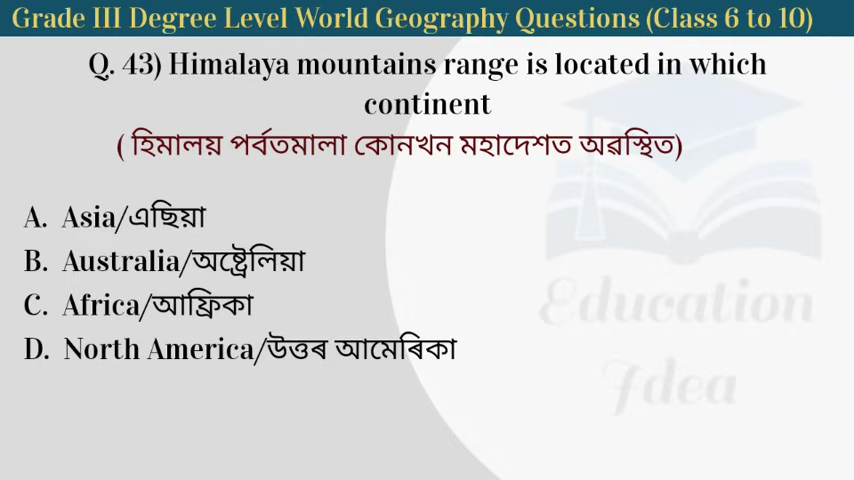 Grade III Degree Level World Geography Questions (Class 6 to 10)
Q. 43) Himalaya mountains range is located in which
continent
( হিমালয় পৰ্বতমালা কোনখন মহাদেশত অৱস্থিত)
A. Asia/এছিয়া
B. Australia/অষ্ট্ৰেলিয়া
C. Africa/আফ্ৰিকা
D. North America/উত্তৰ আমেৰিকা
Education
Idea